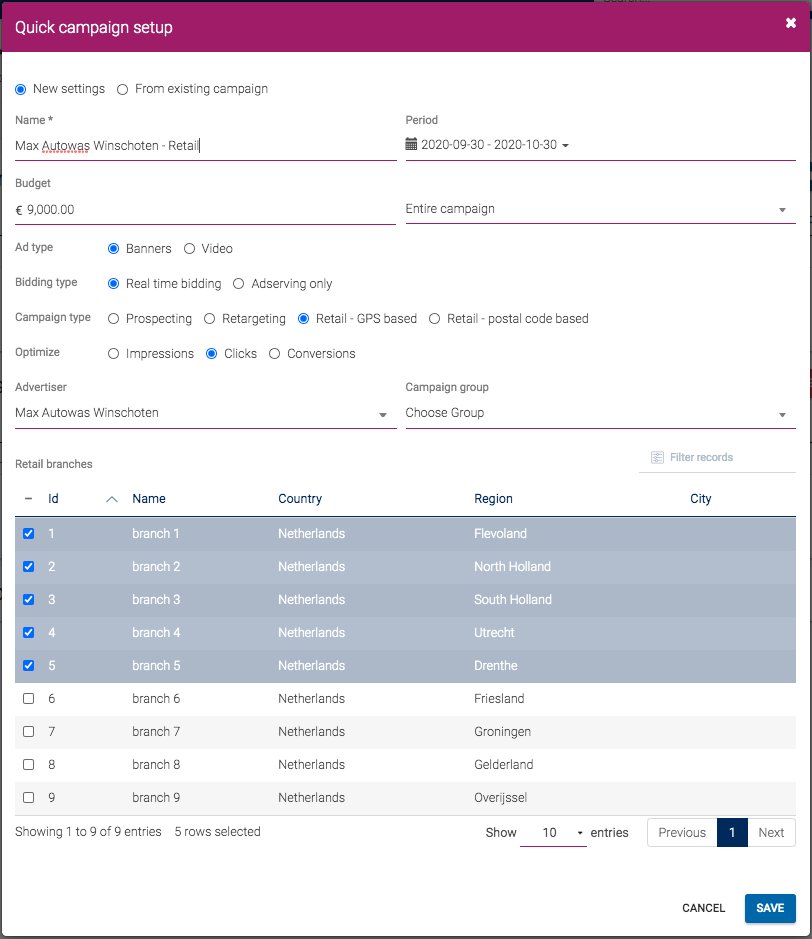 Quick campaign setup
New settings From existing campaign
Name * Period
Max Autowas Winschoten - Retail 2020-09-30 - 2020-10-30
Budget
€ 9,000.00 Entire campaign
Ad type Banners Video
Bidding type Real time bidding Adserving only
Campaign type Prospecting Retargeting Retail - GPS based Retail - postal code based
Optimize Impressions Clicks Conversions
Advertiser Campaign group
Max Autowas Winschoten Choose Group
Retail branches Filter records
Id Name Country Region City
1 branch 1 Netherlands Flevoland
2 branch 2 Netherlands North Holland
3 branch 3 Netherlands South Holland
4 branch 4 Netherlands Utrecht
5 branch 5 Netherlands Drenthe
6 branch 6 Netherlands Friesland
7 branch 7 Netherlands Groningen
8 branch 8 Netherlands Gelderland
9 branch 9 Netherlands Overijssel
Showing 1 to 9 of 9 entries 5 rows selected Show 10 entries Previous 1 Next
CANCEL SAVE